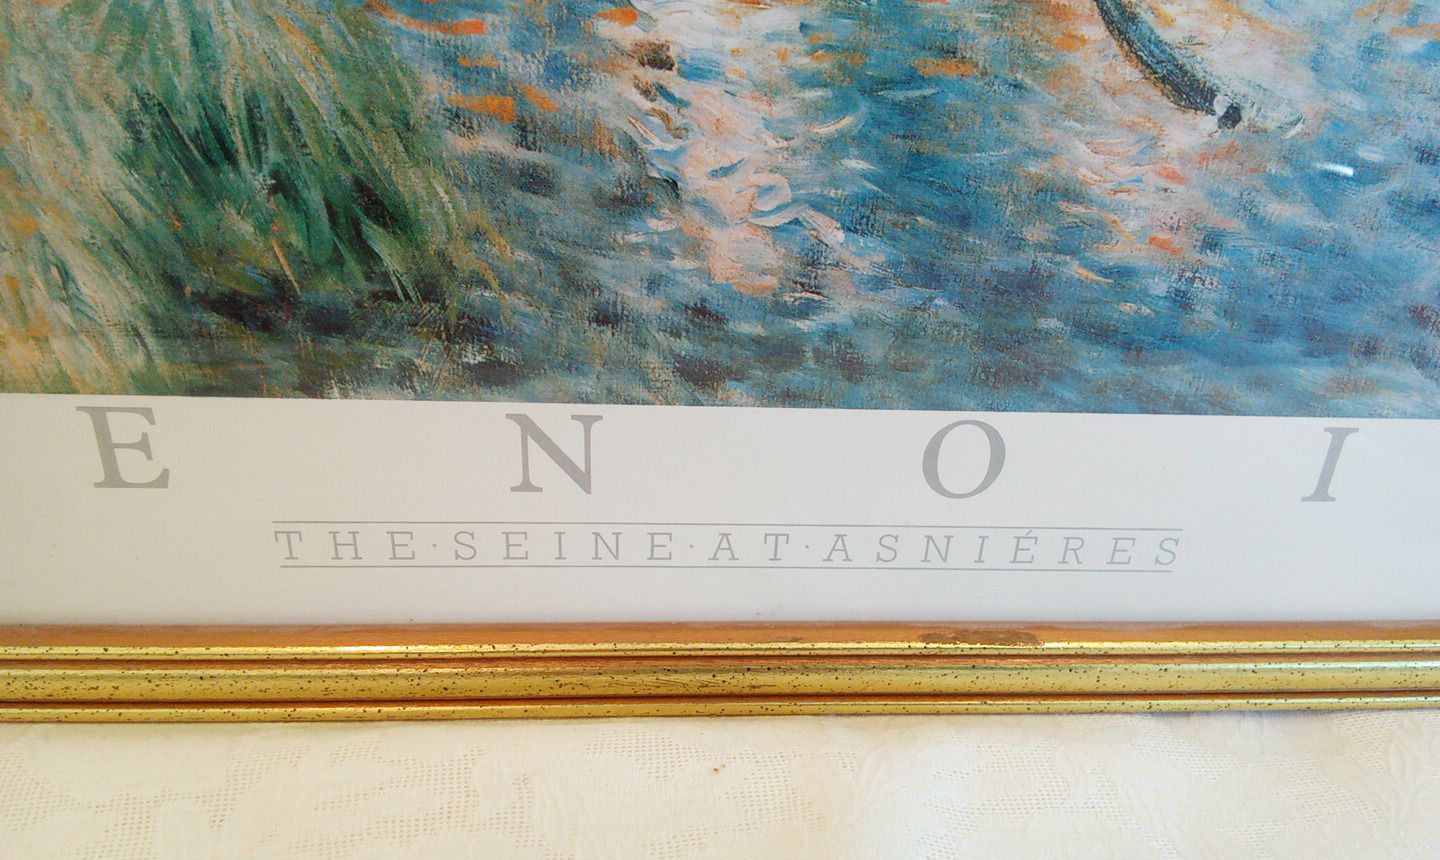 E N O I
THE·SEINE·AT·ASNIÉRES